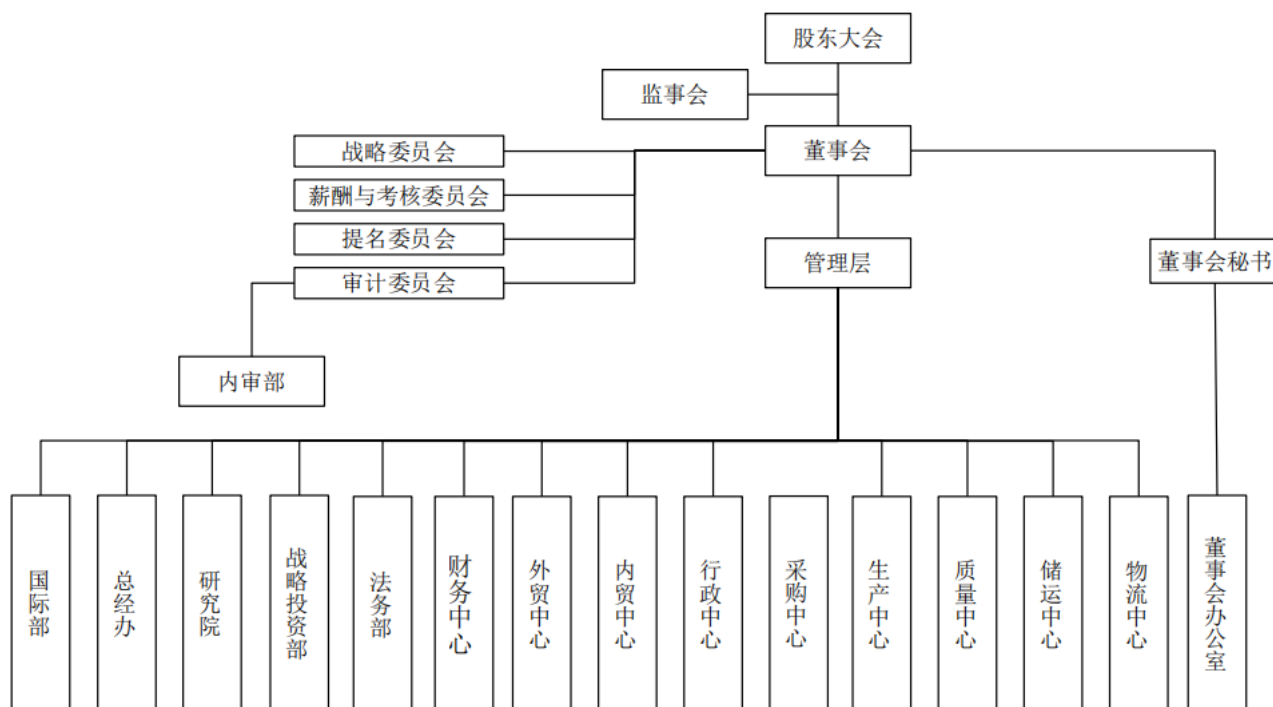 股东大会
监事会
董事会
战略委员会
薪酬与考核委员会
提名委员会
审计委员会
管理层
董事会秘书
内审部
国际部
总经办
研究院
战略投资部
法务部
财务中心
外贸中心
内贸中心
行政中心
采购中心
生产中心
质量中心
储运中心
物流中心
董事会办公室